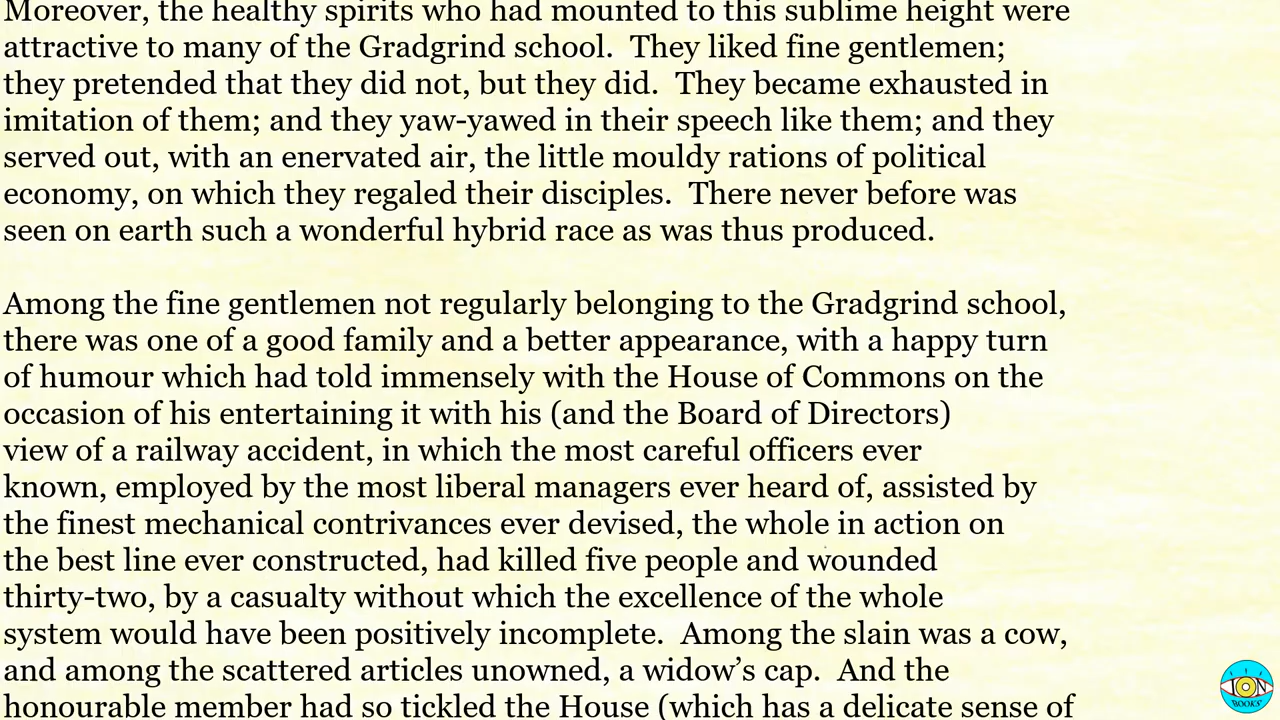 Moreover, the healthy spirits who had mounted to this sublime height were
attractive to many of the Gradgrind school.  They liked fine gentlemen;
they pretended that they did not, but they did.  They became exhausted in
imitation of them; and they yaw-yawed in their speech like them; and they
served out, with an enervated air, the little mouldy rations of political
economy, on which they regaled their disciples.  There never before was
seen on earth such a wonderful hybrid race as was thus produced.

Among the fine gentlemen not regularly belonging to the Gradgrind school,
there was one of a good family and a better appearance, with a happy turn
of humour which had told immensely with the House of Commons on the
occasion of his entertaining it with his (and the Board of Directors)
view of a railway accident, in which the most careful officers ever
known, employed by the most liberal managers ever heard of, assisted by
the finest mechanical contrivances ever devised, the whole in action on
the best line ever constructed, had killed five people and wounded
thirty-two, by a casualty without which the excellence of the whole
system would have been positively incomplete.  Among the slain was a cow,
and among the scattered articles unowned, a widow’s cap.  And the
honourable member had so tickled the House (which has a delicate sense of
ION
BOOKS